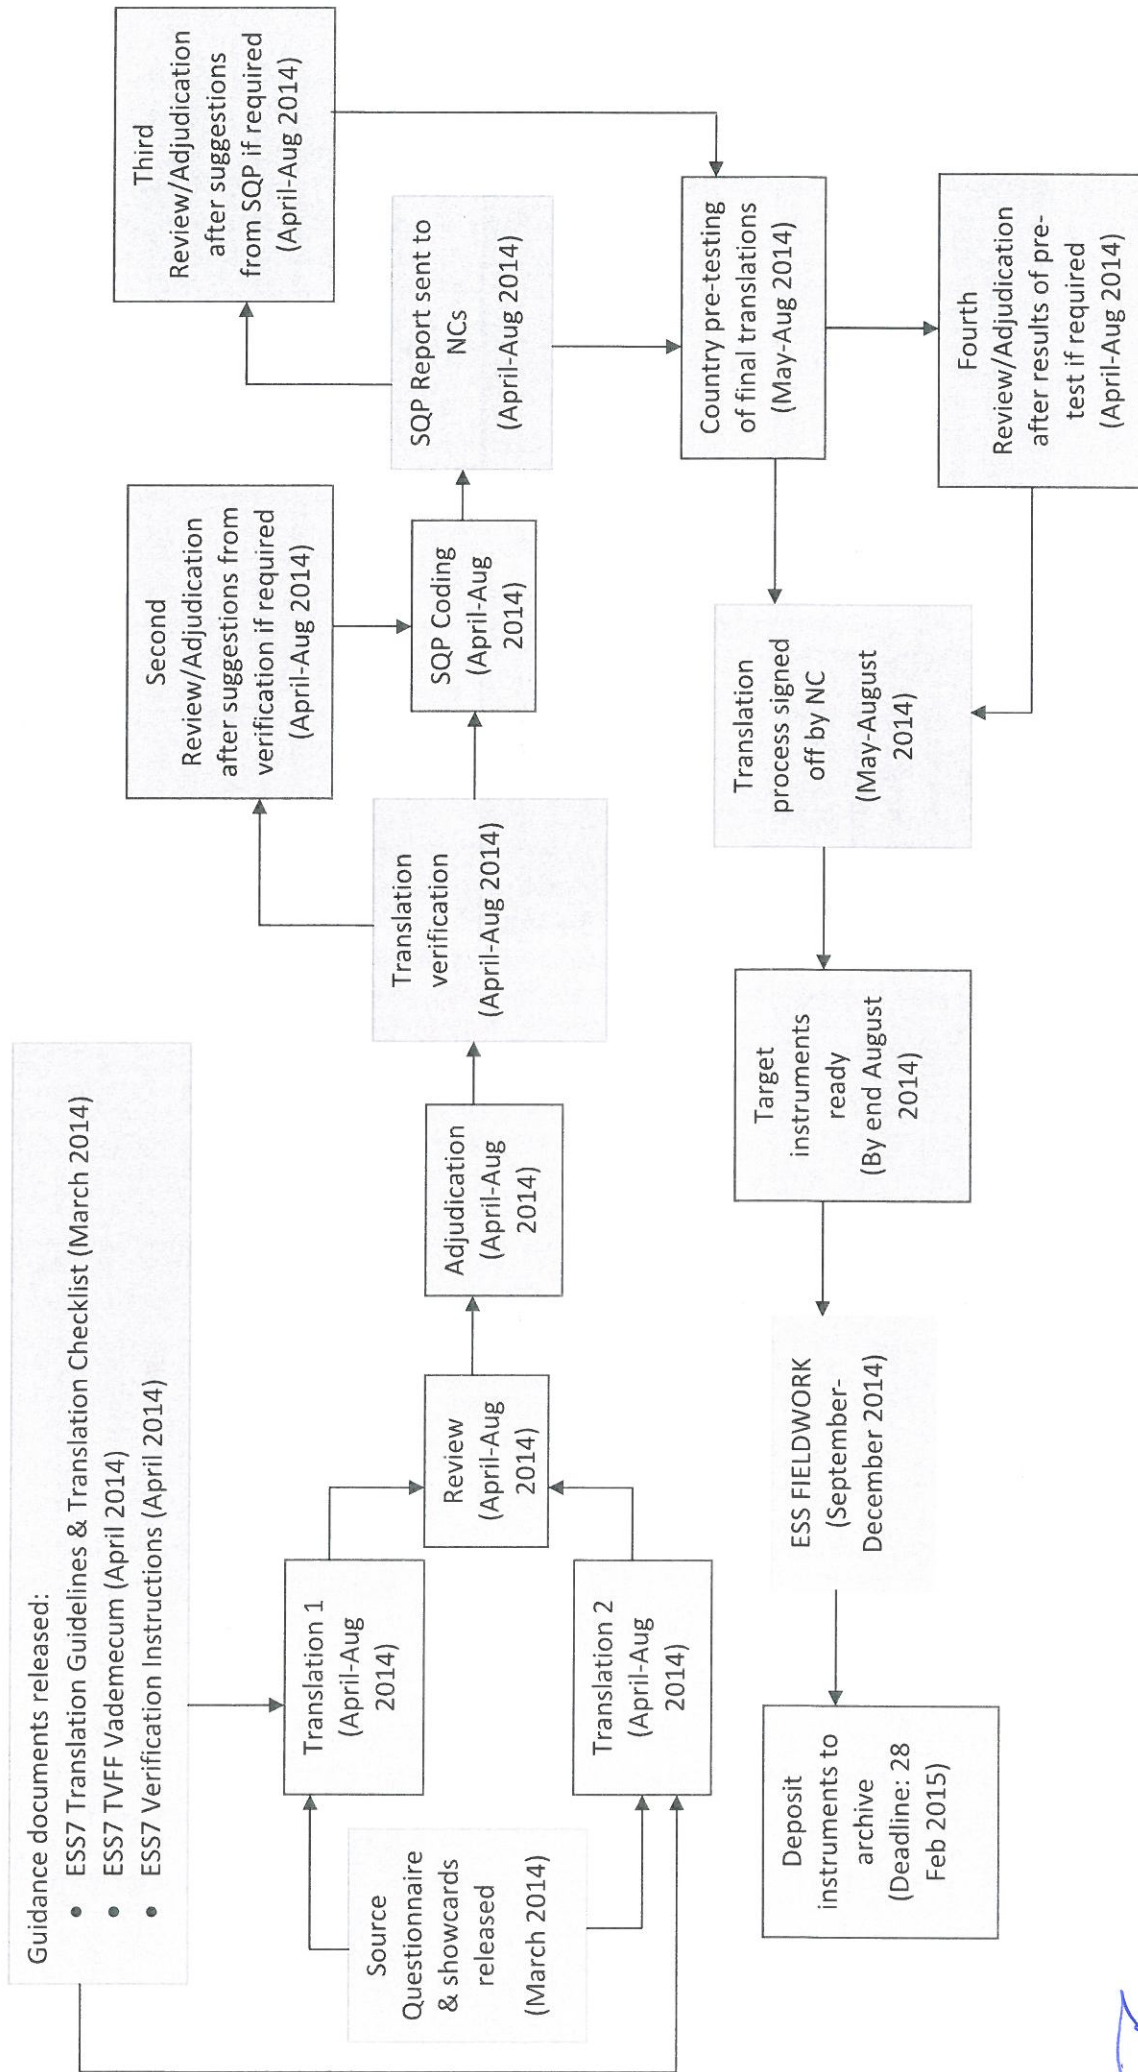 Guidance documents released:
• ESS7 Translation Guidelines & Translation Checklist (March 2014)
• ESS7 TVFF Vademecum (April 2014)
• ESS7 Verification Instructions (April 2014)
Source
Questionnaire
& showcards
released
(March 2014)
Translation 1
(April-Aug
2014)
Translation 2
(April-Aug
2014)
Review
(April-Aug
2014)
Adjudication
(April-Aug
2014)
Translation
verification
(April-Aug 2014)
Second
Review/Adjudication
after suggestions from
verification if required
(April-Aug 2014)
SQP Coding
(April-Aug
2014)
SQP Report sent to
NCs
(April-Aug 2014)
Third
Review/Adjudication
after suggestions
from SQP if required
(April-Aug 2014)
Country pre-testing
of final translations
(May-Aug 2014)
Fourth
Review/Adjudication
after results of pre-
test if required
(April-Aug 2014)
Translation
process signed
off by NC
(May-August
2014)
Target
instruments
ready
(By end August
2014)
ESS FIELDWORK
(September-
December 2014)
Deposit
instruments to
archive
(Deadline: 28
Feb 2015)